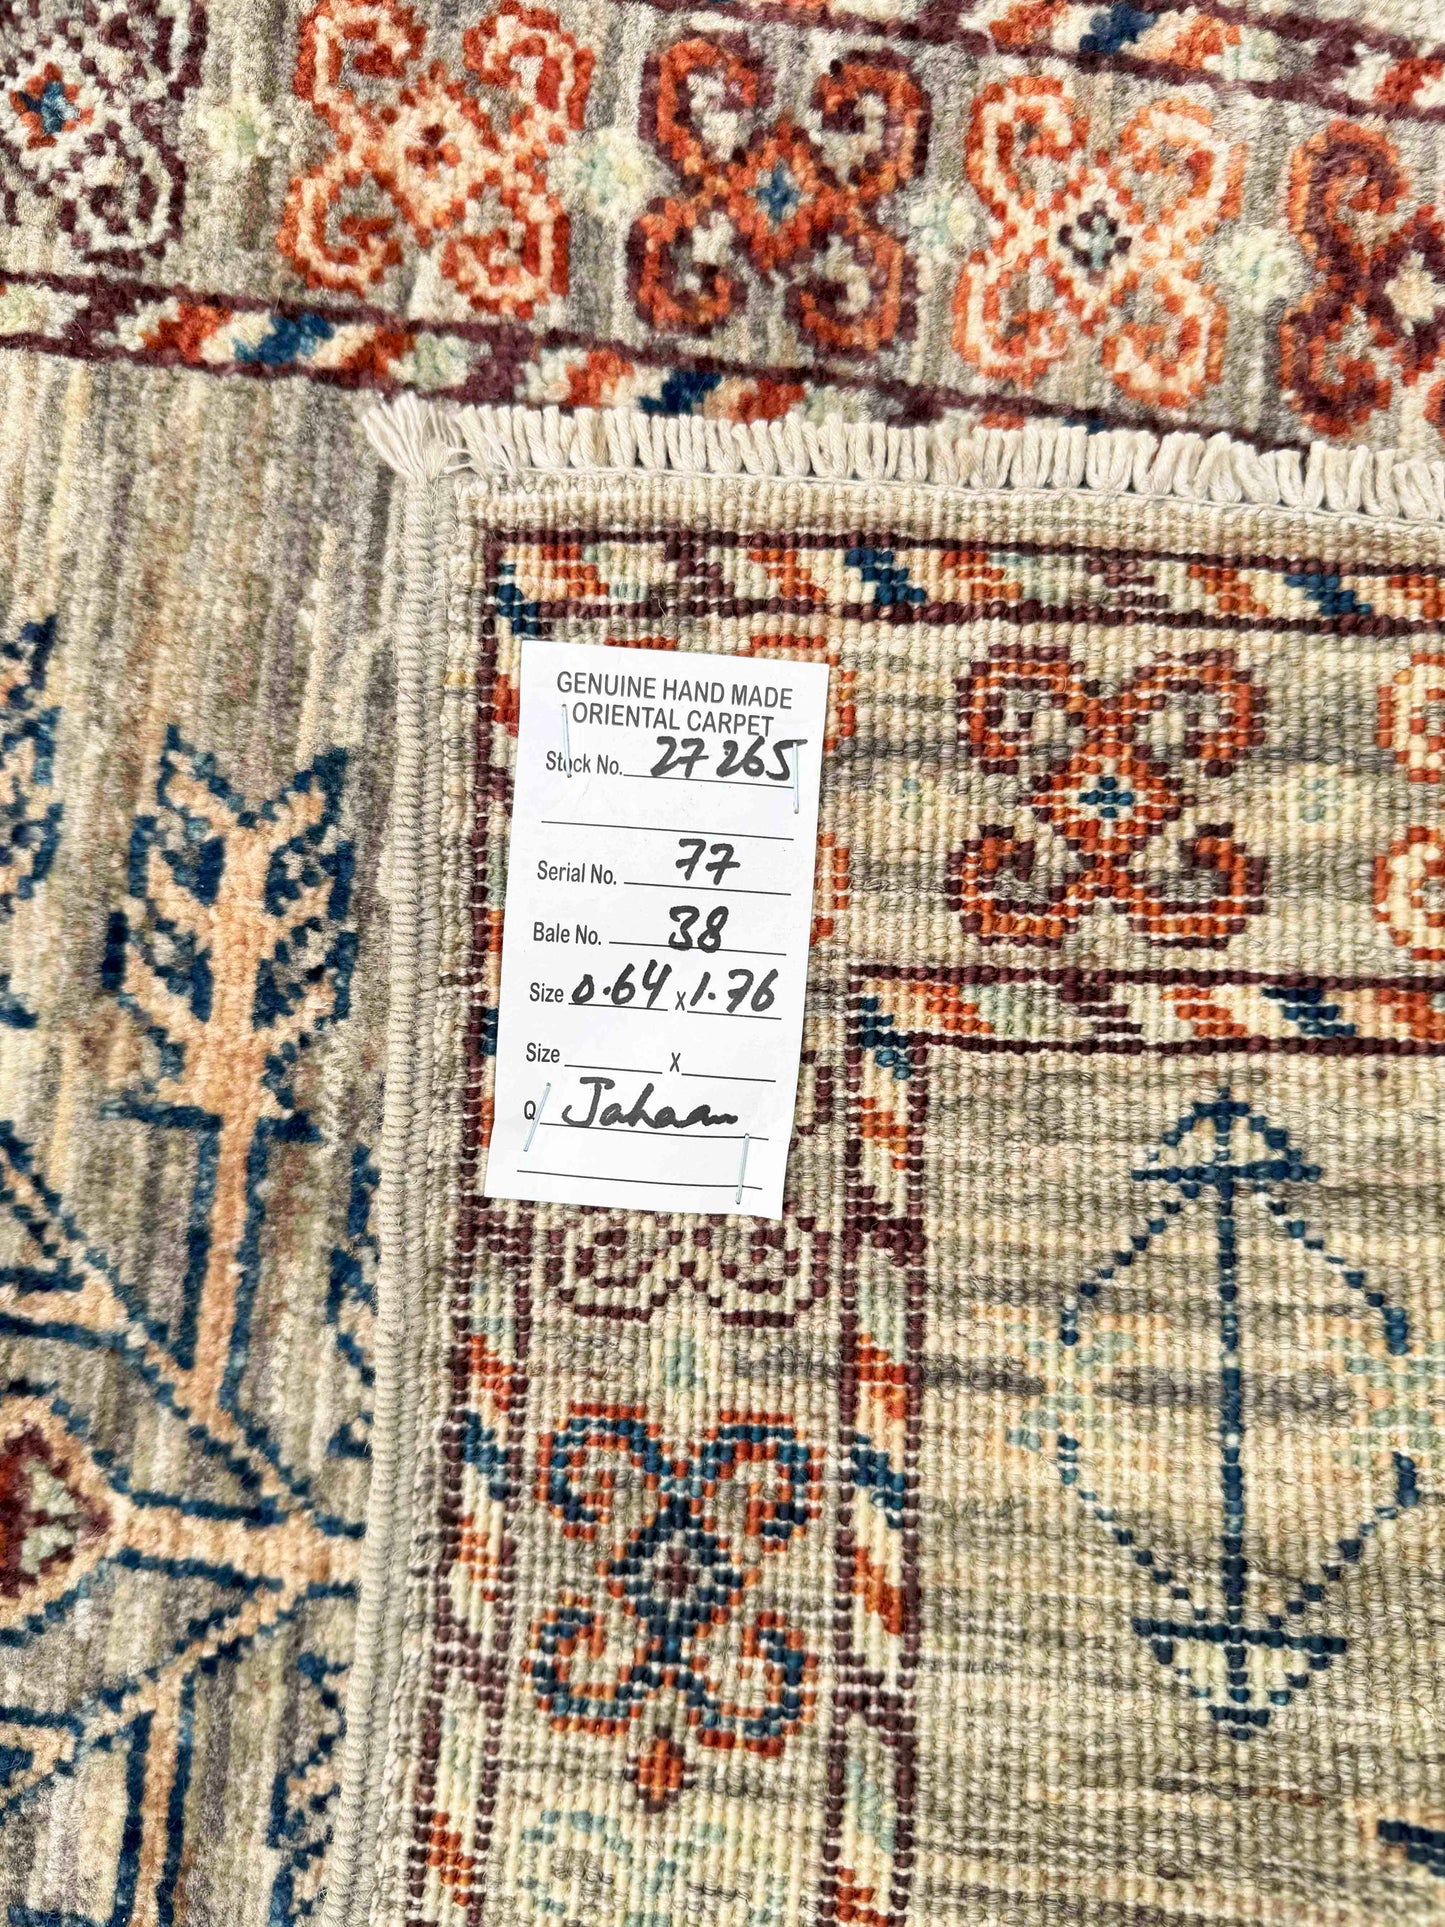 GENUINE HAND MADE
ORIENTAL CARPET
Stock No. 27265
Serial No. 77
Bale No. 38
Size 0.64 x 1.76
Size x
Q Jahaan